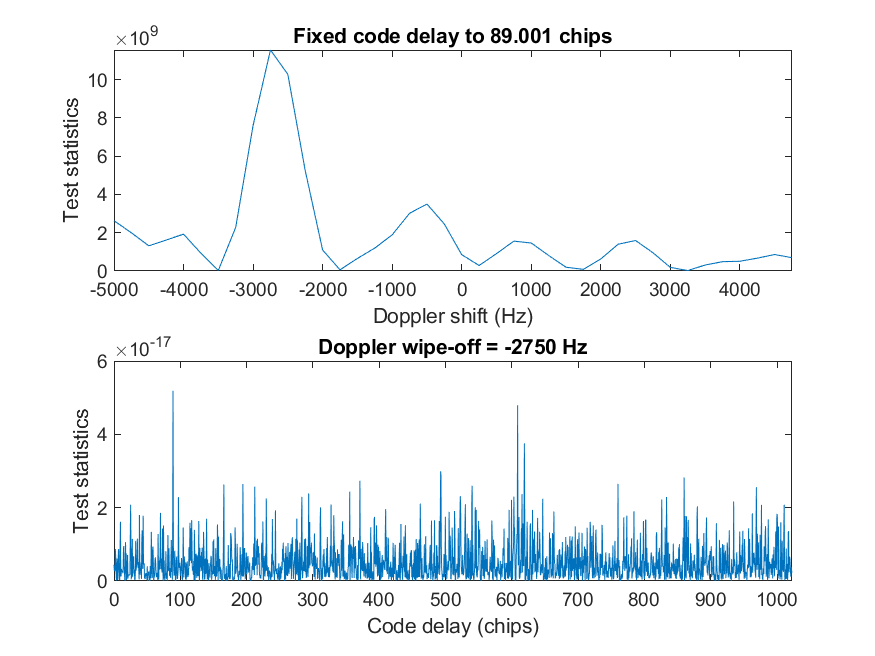 ×10⁹
Fixed code delay to 89.001 chips
Test statistics
10
8
6
4
2
0
-5000 -4000 -3000 -2000 -1000 0 1000 2000 3000 4000
Doppler shift (Hz)
×10⁻¹⁷
Doppler wipe-off = -2750 Hz
Test statistics
6
4
2
0
0 100 200 300 400 500 600 700 800 900 1000
Code delay (chips)